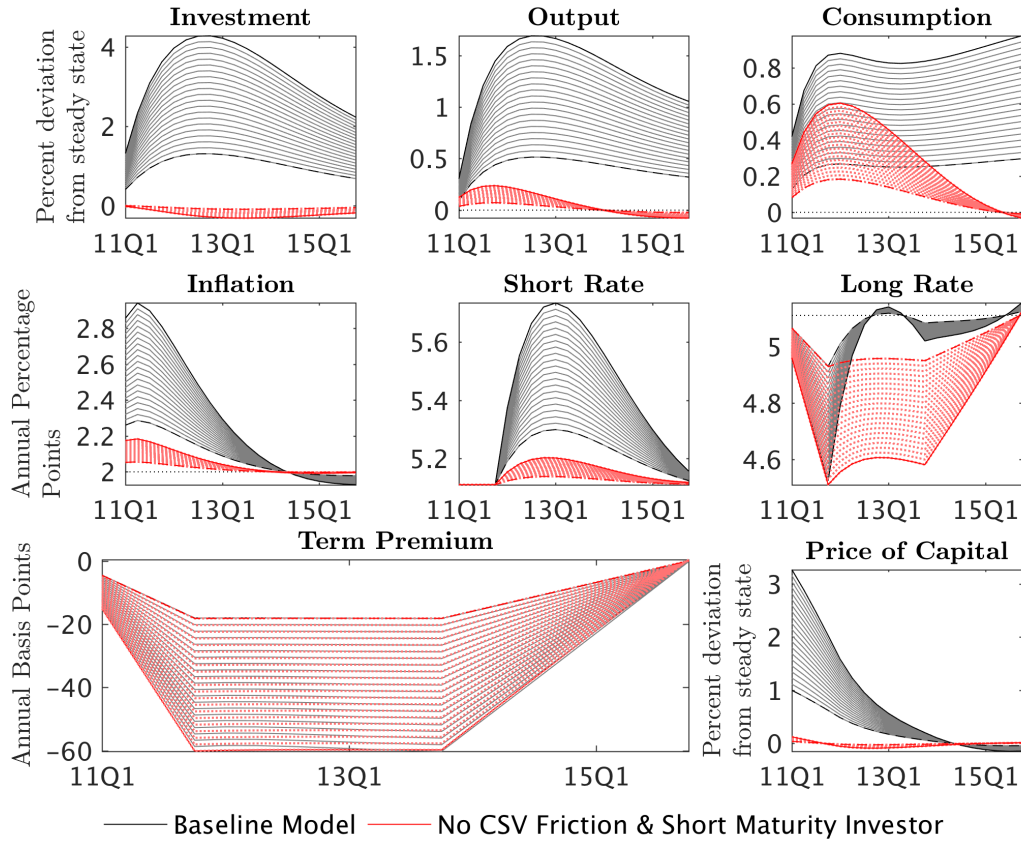 Investment
Output
Consumption
Percent deviation
from steady state
4
2
0
11Q1 13Q1 15Q1
1.5
1
0.5
0
11Q1 13Q1 15Q1
0.8
0.6
0.4
0.2
0
11Q1 13Q1 15Q1
Inflation
Short Rate
Long Rate
Annual Percentage
Points
2.8
2.6
2.4
2.2
2
11Q1 13Q1 15Q1
5.6
5.4
5.2
11Q1 13Q1 15Q1
5
4.8
4.6
11Q1 13Q1 15Q1
Term Premium
Price of Capital
Annual Basis Points
0
-20
-40
-60
11Q1 13Q1 15Q1
Percent deviation
from steady state
3
2
1
0
11Q1 13Q1 15Q1
Baseline Model
No CSV Friction & Short Maturity Investor